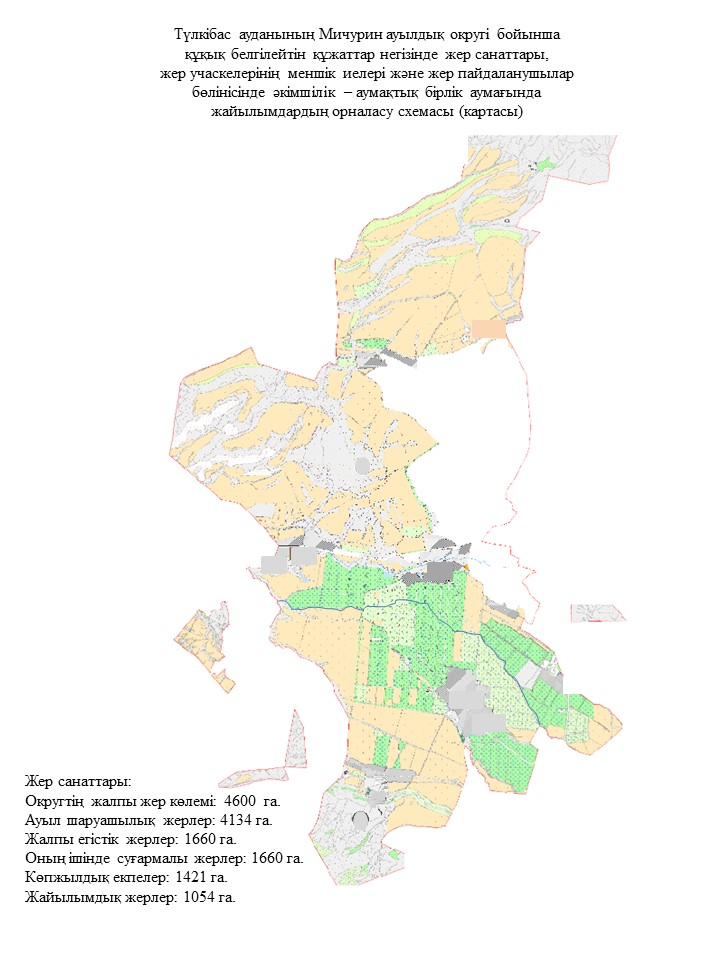 Түлкібас ауданының Мичурин ауылдық округі бойынша
құқық белгілейтін құжаттар негізінде жер санаттары,
жер учаскелерінің меншік иелері және жер пайдаланушылар
бөлінісінде әкімшілік – аумақтық бірлік аумағында
жайылымдардың орналасу схемасы (картасы)
Жер санаттары:
Округтің жалпы жер көлемі: 4600 га.
Ауыл шаруашылық жерлер: 4134 га.
Жалпы егістік жерлер: 1660 га.
Оның ішінде суғармалы жерлер: 1660 га.
Көпжылдық екпелер: 1421 га.
Жайылымдық жерлер: 1054 га.